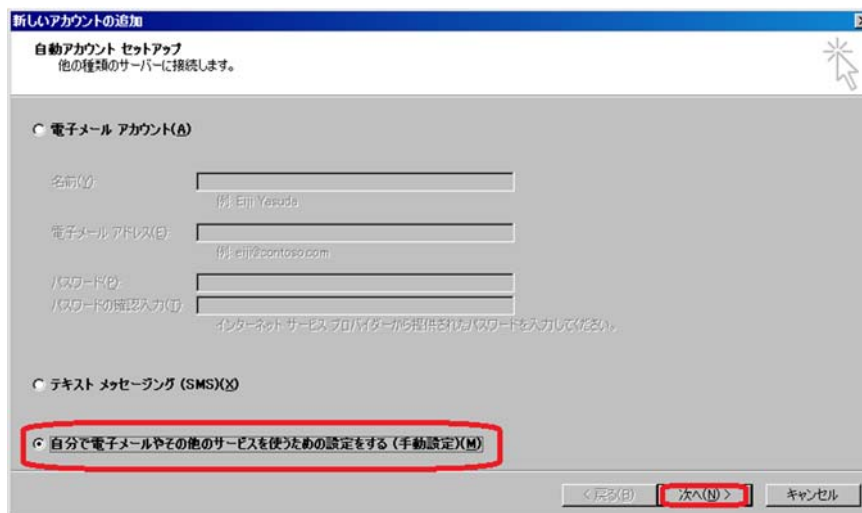 新しいアカウントの追加
自動アカウント セットアップ
他の種類のサーバーに接続します。
電子メール アカウント(A)
名前(Y):
例: Eiji Yasuda
電子メール アドレス(E):
例: eiji@contoso.com
パスワード(P):
パスワードの確認入力(T):
インターネット サービス プロバイダーから提供されたパスワードを入力してください。
テキスト メッセージング (SMS)(X)
自分で電子メールやその他のサービスを使うための設定をする (手動設定)(M)
< 戻る(B) 次へ(N) > キャンセル